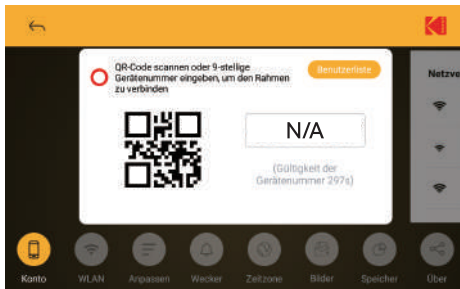 QR-Code scannen oder 9-stellige
Gerätenummer eingeben, um den Rahmen
zu verbinden
Benutzerliste
N/A
(Gültigkeit der
Gerätenummer 297s)
Netzwe
Konto
WLAN
Anpassen
Wecker
Zeitzone
Bilder
Speicher
Über